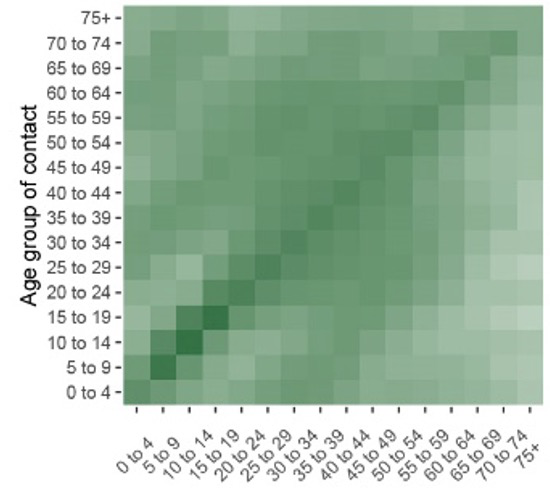 Age group of contact
75+
70 to 74
65 to 69
60 to 64
55 to 59
50 to 54
45 to 49
40 to 44
35 to 39
30 to 34
25 to 29
20 to 24
15 to 19
10 to 14
5 to 9
0 to 4
0 to 4
5 to 9
10 to 14
15 to 19
20 to 24
25 to 29
30 to 34
35 to 39
40 to 44
45 to 49
50 to 54
55 to 59
60 to 64
65 to 69
70 to 74
75+